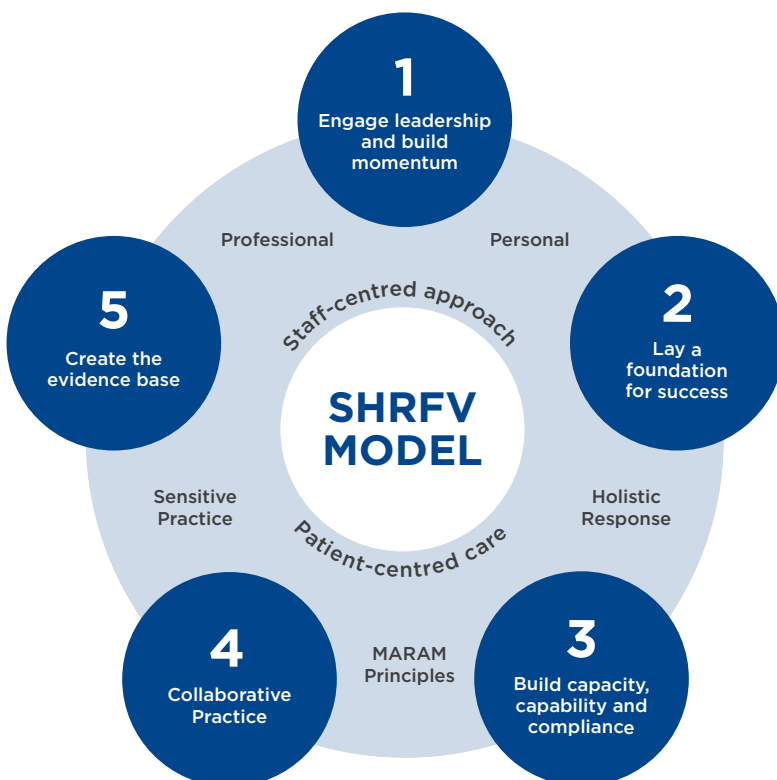 1
Engage leadership
and build
momentum
Professional
Personal
5
Create the
evidence base
Staff-centred approach
2
Lay a
foundation
for success
SHRFV
MODEL
Sensitive
Practice
Holistic
Response
Patient-centred care
4
Collaborative
Practice
MARAM
Principles
3
Build capacity,
capability and
compliance